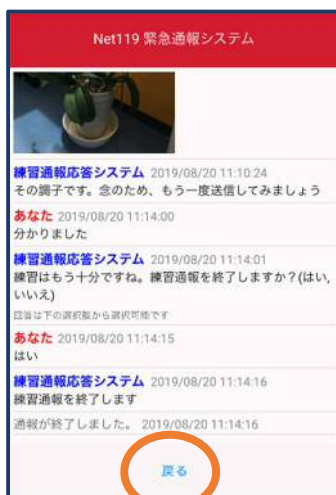 Net119 緊急通報システム
練習通報応答システム 2019/08/20 11:10:24
その調子です。念のため、もう一度送信してみましょう
あなた 2019/08/20 11:14:00
分かりました
練習通報応答システム 2019/08/20 11:14:01
練習はもう十分ですね。練習通報を終了しますか？(はい,
いいえ)
回答は下の選択肢から選択可能です
あなた 2019/08/20 11:14:15
はい
練習通報応答システム 2019/08/20 11:14:16
練習通報を終了します
通報が終了しました。 2019/08/20 11:14:16
戻る